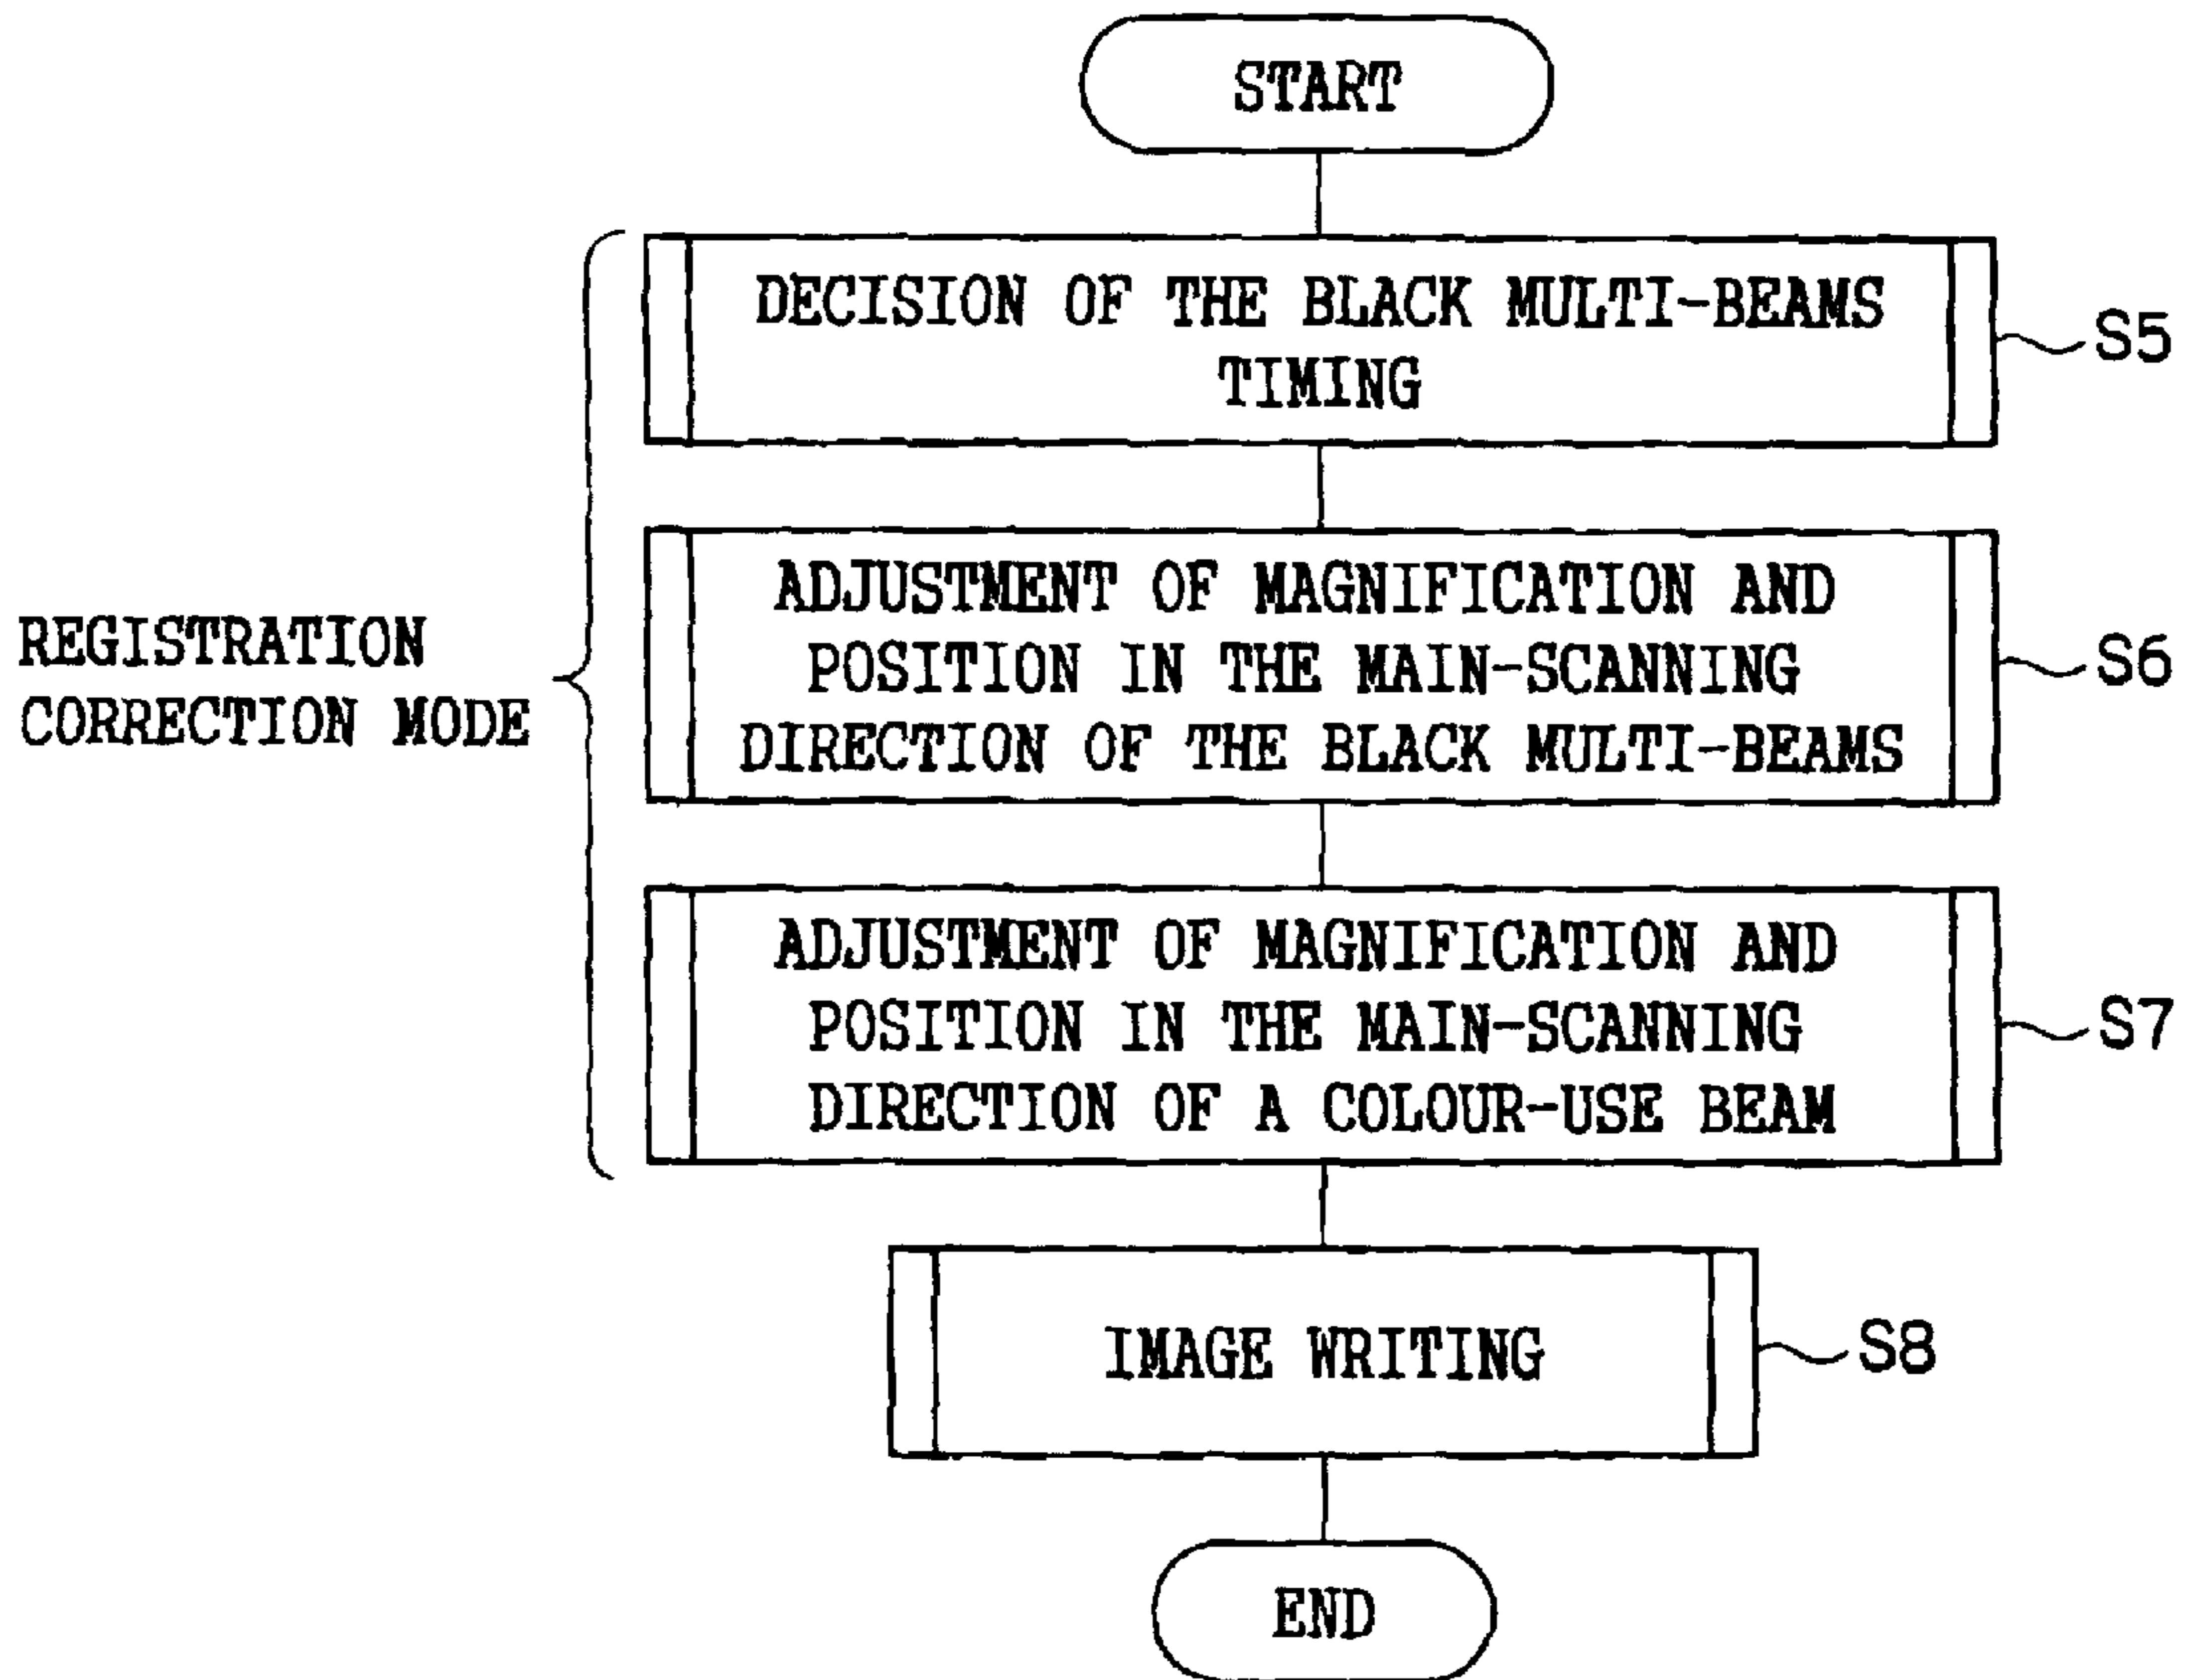 START
DECISION OF THE BLACK MULTI-BEAMS
TIMING
S5
REGISTRATION
CORRECTION MODE
ADJUSTMENT OF MAGNIFICATION AND
POSITION IN THE MAIN-SCANNING
DIRECTION OF THE BLACK MULTI-BEAMS
S6
ADJUSTMENT OF MAGNIFICATION AND
POSITION IN THE MAIN-SCANNING
DIRECTION OF A COLOUR-USE BEAM
S7
IMAGE WRITING
S8
END